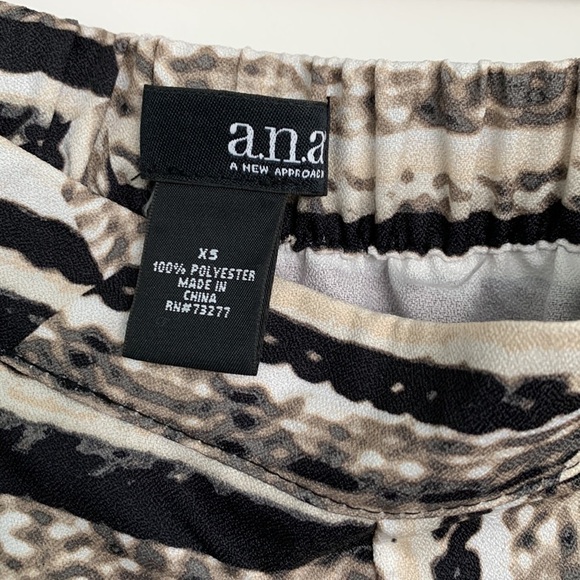 a.n.a
A NEW APPROACH
XS
100% POLYESTER
MADE IN
CHINA
RN#73277